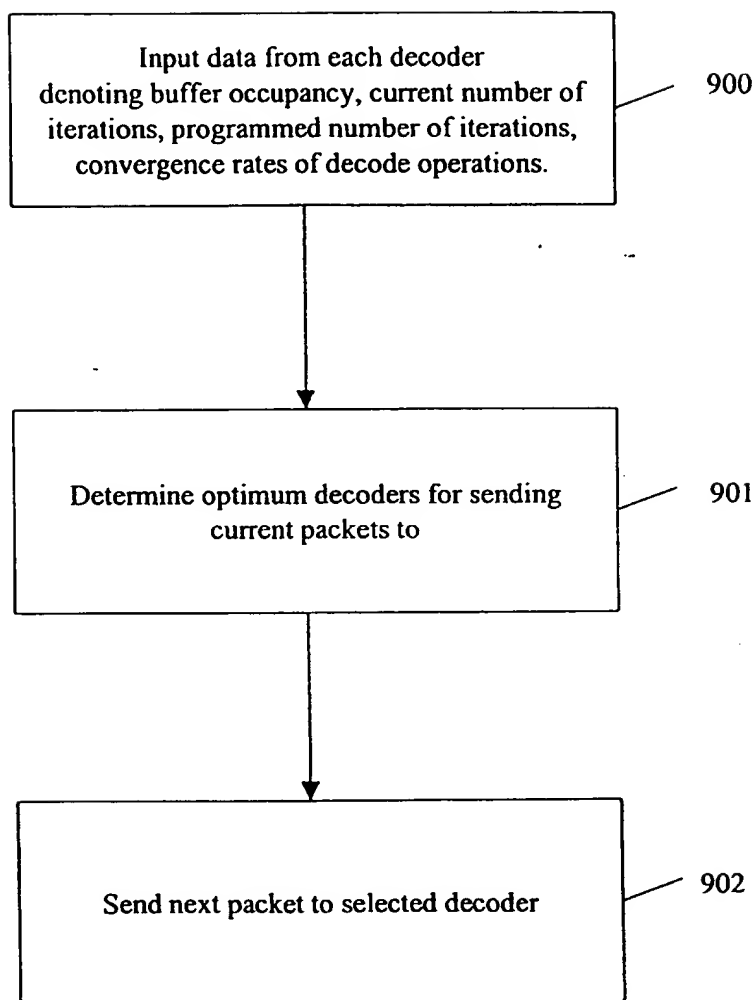 Input data from each decoder
denoting buffer occupancy, current number of
iterations, programmed number of iterations,
convergence rates of decode operations.
900
Determine optimum decoders for sending
current packets to
901
Send next packet to selected decoder
902